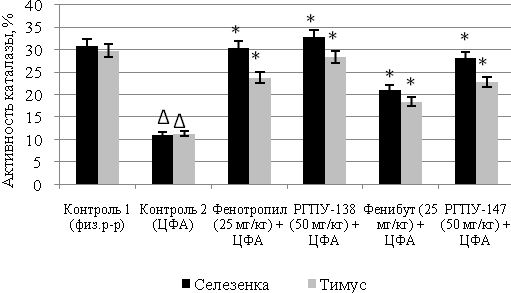 Активность каталазы, %
40
35
30
25
20
15
10
5
0
* * * * * * * *
Δ Δ
Контроль 1
(физ.р-р)
Контроль 2
(ЦФА)
Фенотропил
(25 мг/кг) +
ЦФА
РГПУ-138
(50 мг/кг) +
ЦФА
Фенибут (25
мг/кг) +
ЦФА
РГПУ-147
(50 мг/кг) +
ЦФА
Селезенка
Тимус